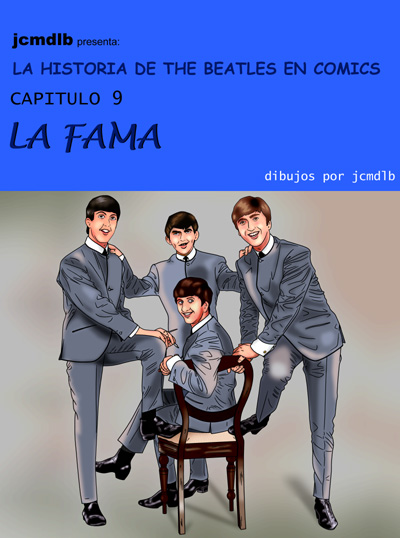 jcmdlb presenta:
LA HISTORIA DE THE BEATLES EN COMICS
CAPITULO 9
LA FAMA
dibujos por jcmdlb